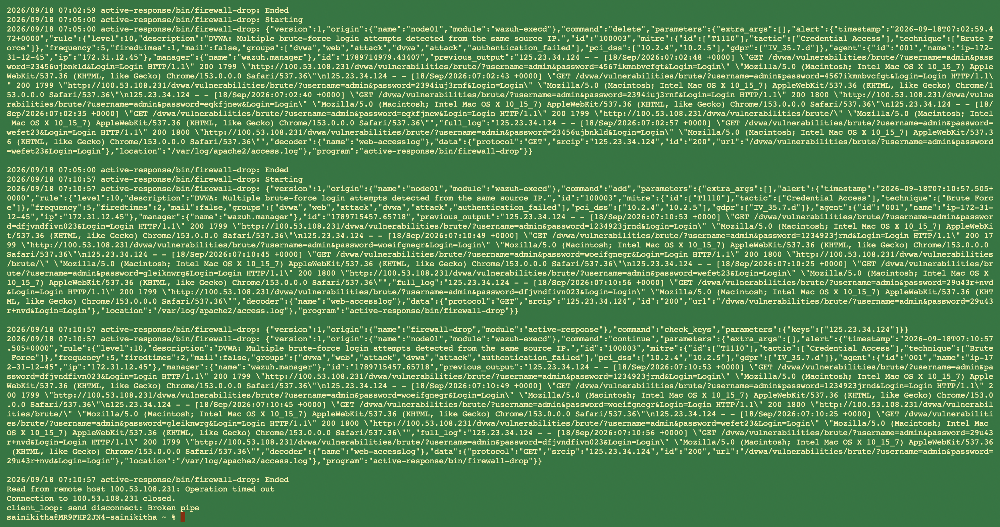 2026/09/18 07:02:59 active-response/bin/firewall-drop: Ended
2026/09/18 07:05:00 active-response/bin/firewall-drop: Starting
2026/09/18 07:05:00 active-response/bin/firewall-drop: {"version":1,"origin":{"name":"node01","module":"wazuh-execd"},"command":"delete","parameters":{"extra_args":[],"alert":{"timestamp":"2026-09-18T07:02:59.4
72+0000","rule":{"level":10,"description":"DVWA: Multiple brute-force login attempts detected from the same source IP.","id":"100003","mitre":{"id":["T1110"],"tactic":["Credential Access"],"technique":["Brute F
orce"]},"frequency":5,"firedtimes":1,"mail":false,"groups":["dvwa","web","attack","dvwa","attack","authentication_failed"],"pci_dss":["10.2.4","10.2.5"],"gdpr":["IV_35.7.d"]},"agent":{"id":"001","name":"ip-172-
31-12-45","ip":"172.31.12.45"},"manager":{"name":"wazuh.manager"},"id":"1789714979.43407","previous_output":"125.23.34.124 - - [18/Sep/2026:07:02:48 +0000] \"GET /dvwa/vulnerabilities/brute/?username=admin&pass
word=23456ujbnkld&Login=Login HTTP/1.1\" 200 1799 \"http://100.53.108.231/dvwa/vulnerabilities/brute/?username=admin&password=4567ikmnbvcfgt&Login=Login\" \"Mozilla/5.0 (Macintosh; Intel Mac OS X 10_15_7) Apple
WebKit/537.36 (KHTML, like Gecko) Chrome/153.0.0.0 Safari/537.36\"\n125.23.34.124 - - [18/Sep/2026:07:02:43 +0000] \"GET /dvwa/vulnerabilities/brute/?username=admin&password=4567ikmnbvcfgt&Login=Login HTTP/1.1\
" 200 1799 \"http://100.53.108.231/dvwa/vulnerabilities/brute/?username=admin&password=2394iuj3rnf&Login=Login\" \"Mozilla/5.0 (Macintosh; Intel Mac OS X 10_15_7) AppleWebKit/537.36 (KHTML, like Gecko) Chrome/1
53.0.0.0 Safari/537.36\"\n125.23.34.124 - - [18/Sep/2026:07:02:40 +0000] \"GET /dvwa/vulnerabilities/brute/?username=admin&password=2394iuj3rnf&Login=Login HTTP/1.1\" 200 1800 \"http://100.53.108.231/dvwa/vulne
rabilities/brute/?username=admin&password=eqkfjnew&Login=Login\" \"Mozilla/5.0 (Macintosh; Intel Mac OS X 10_15_7) AppleWebKit/537.36 (KHTML, like Gecko) Chrome/153.0.0.0 Safari/537.36\"\n125.23.34.124 - - [18/
Sep/2026:07:02:35 +0000] \"GET /dvwa/vulnerabilities/brute/?username=admin&password=eqkfjnew&Login=Login HTTP/1.1\" 200 1799 \"http://100.53.108.231/dvwa/vulnerabilities/brute/\" \"Mozilla/5.0 (Macintosh; Intel
 Mac OS X 10_15_7) AppleWebKit/537.36 (KHTML, like Gecko) Chrome/153.0.0.0 Safari/537.36\"","full_log":"125.23.34.124 - - [18/Sep/2026:07:02:57 +0000] \"GET /dvwa/vulnerabilities/brute/?username=admin&password=
wefet23&Login=Login HTTP/1.1\" 200 1800 \"http://100.53.108.231/dvwa/vulnerabilities/brute/?username=admin&password=23456ujbnkld&Login=Login\" \"Mozilla/5.0 (Macintosh; Intel Mac OS X 10_15_7) AppleWebKit/537.3
6 (KHTML, like Gecko) Chrome/153.0.0.0 Safari/537.36\"","decoder":{"name":"web-accesslog"},"data":{"protocol":"GET","srcip":"125.23.34.124","id":"200","url":"/dvwa/vulnerabilities/brute/?username=admin&password
=wefet23&Login=Login"},"location":"/var/log/apache2/access.log"},"program":"active-response/bin/firewall-drop"}}
2026/09/18 07:05:00 active-response/bin/firewall-drop: Ended
2026/09/18 07:10:57 active-response/bin/firewall-drop: Starting
2026/09/18 07:10:57 active-response/bin/firewall-drop: {"version":1,"origin":{"name":"node01","module":"wazuh-execd"},"command":"add","parameters":{"extra_args":[],"alert":{"timestamp":"2026-09-18T07:10:57.505+
0000","rule":{"level":10,"description":"DVWA: Multiple brute-force login attempts detected from the same source IP.","id":"100003","mitre":{"id":["T1110"],"tactic":["Credential Access"],"technique":["Brute Forc
e"]},"frequency":5,"firedtimes":2,"mail":false,"groups":["dvwa","web","attack","dvwa","attack","authentication_failed"],"pci_dss":["10.2.4","10.2.5"],"gdpr":["IV_35.7.d"]},"agent":{"id":"001","name":"ip-172-31-
12-45","ip":"172.31.12.45"},"manager":{"name":"wazuh.manager"},"id":"1789715457.65718","previous_output":"125.23.34.124 - - [18/Sep/2026:07:10:53 +0000] \"GET /dvwa/vulnerabilities/brute/?username=admin&passwor
d=dfjvndfivn023&Login=Login HTTP/1.1\" 200 1799 \"http://100.53.108.231/dvwa/vulnerabilities/brute/?username=admin&password=1234923jrnd&Login=Login\" \"Mozilla/5.0 (Macintosh; Intel Mac OS X 10_15_7) AppleWebKi
t/537.36 (KHTML, like Gecko) Chrome/153.0.0.0 Safari/537.36\"\n125.23.34.124 - - [18/Sep/2026:07:10:49 +0000] \"GET /dvwa/vulnerabilities/brute/?username=admin&password=1234923jrnd&Login=Login HTTP/1.1\" 200 17
99 \"http://100.53.108.231/dvwa/vulnerabilities/brute/?username=admin&password=woeifgnegr&Login=Login\" \"Mozilla/5.0 (Macintosh; Intel Mac OS X 10_15_7) AppleWebKit/537.36 (KHTML, like Gecko) Chrome/153.0.0.0
Safari/537.36\"\n125.23.34.124 - - [18/Sep/2026:07:10:45 +0000] \"GET /dvwa/vulnerabilities/brute/?username=admin&password=woeifgnegr&Login=Login HTTP/1.1\" 200 1800 \"http://100.53.108.231/dvwa/vulnerabilities
/brute/\" \"Mozilla/5.0 (Macintosh; Intel Mac OS X 10_15_7) AppleWebKit/537.36 (KHTML, like Gecko) Chrome/153.0.0.0 Safari/537.36\"\n125.23.34.124 - - [18/Sep/2026:07:10:25 +0000] \"GET /dvwa/vulnerabilities/br
ute/?username=admin&password=gleiknwrg&Login=Login HTTP/1.1\" 200 1800 \"http://100.53.108.231/dvwa/vulnerabilities/brute/?username=admin&password=wefet23&Login=Login\" \"Mozilla/5.0 (Macintosh; Intel Mac OS X
10_15_7) AppleWebKit/537.36 (KHTML, like Gecko) Chrome/153.0.0.0 Safari/537.36\"","full_log":"125.23.34.124 - - [18/Sep/2026:07:10:56 +0000] \"GET /dvwa/vulnerabilities/brute/?username=admin&password=29u43r+nvd
&Login=Login HTTP/1.1\" 200 1799 \"http://100.53.108.231/dvwa/vulnerabilities/brute/?username=admin&password=dfjvndfivn023&Login=Login\" \"Mozilla/5.0 (Macintosh; Intel Mac OS X 10_15_7) AppleWebKit/537.36 (KHT
ML, like Gecko) Chrome/153.0.0.0 Safari/537.36\"","decoder":{"name":"web-accesslog"},"data":{"protocol":"GET","srcip":"125.23.34.124","id":"200","url":"/dvwa/vulnerabilities/brute/?username=admin&password=29u43
r+nvd&Login=Login"},"location":"/var/log/apache2/access.log"},"program":"active-response/bin/firewall-drop"}}
2026/09/18 07:10:57 active-response/bin/firewall-drop: {"version":1,"origin":{"name":"firewall-drop","module":"active-response"},"command":"check_keys","parameters":{"keys":["125.23.34.124"]}}
2026/09/18 07:10:57 active-response/bin/firewall-drop: {"version":1,"origin":{"name":"node01","module":"wazuh-execd"},"command":"continue","parameters":{"extra_args":[],"alert":{"timestamp":"2026-09-18T07:10:57
.505+0000","rule":{"level":10,"description":"DVWA: Multiple brute-force login attempts detected from the same source IP.","id":"100003","mitre":{"id":["T1110"],"tactic":["Credential Access"],"technique":["Brute
 Force"]},"frequency":5,"firedtimes":2,"mail":false,"groups":["dvwa","web","attack","dvwa","attack","authentication_failed"],"pci_dss":["10.2.4","10.2.5"],"gdpr":["IV_35.7.d"]},"agent":{"id":"001","name":"ip-17
2-31-12-45","ip":"172.31.12.45"},"manager":{"name":"wazuh.manager"},"id":"1789715457.65718","previous_output":"125.23.34.124 - - [18/Sep/2026:07:10:53 +0000] \"GET /dvwa/vulnerabilities/brute/?username=admin&pa
ssword=dfjvndfivn023&Login=Login HTTP/1.1\" 200 1799 \"http://100.53.108.231/dvwa/vulnerabilities/brute/?username=admin&password=1234923jrnd&Login=Login\" \"Mozilla/5.0 (Macintosh; Intel Mac OS X 10_15_7) Apple
WebKit/537.36 (KHTML, like Gecko) Chrome/153.0.0.0 Safari/537.36\"\n125.23.34.124 - - [18/Sep/2026:07:10:49 +0000] \"GET /dvwa/vulnerabilities/brute/?username=admin&password=1234923jrnd&Login=Login HTTP/1.1\" 2
00 1799 \"http://100.53.108.231/dvwa/vulnerabilities/brute/?username=admin&password=woeifgnegr&Login=Login\" \"Mozilla/5.0 (Macintosh; Intel Mac OS X 10_15_7) AppleWebKit/537.36 (KHTML, like Gecko) Chrome/153.0
.0.0 Safari/537.36\"\n125.23.34.124 - - [18/Sep/2026:07:10:45 +0000] \"GET /dvwa/vulnerabilities/brute/?username=admin&password=woeifgnegr&Login=Login HTTP/1.1\" 200 1800 \"http://100.53.108.231/dvwa/vulnerabil
ities/brute/\" \"Mozilla/5.0 (Macintosh; Intel Mac OS X 10_15_7) AppleWebKit/537.36 (KHTML, like Gecko) Chrome/153.0.0.0 Safari/537.36\"\n125.23.34.124 - - [18/Sep/2026:07:10:25 +0000] \"GET /dvwa/vulnerabiliti
es/brute/?username=admin&password=gleiknwrg&Login=Login HTTP/1.1\" 200 1800 \"http://100.53.108.231/dvwa/vulnerabilities/brute/?username=admin&password=wefet23&Login=Login\" \"Mozilla/5.0 (Macintosh; Intel Mac
OS X 10_15_7) AppleWebKit/537.36 (KHTML, like Gecko) Chrome/153.0.0.0 Safari/537.36\"","full_log":"125.23.34.124 - - [18/Sep/2026:07:10:56 +0000] \"GET /dvwa/vulnerabilities/brute/?username=admin&password=29u43
r+nvd&Login=Login HTTP/1.1\" 200 1799 \"http://100.53.108.231/dvwa/vulnerabilities/brute/?username=admin&password=dfjvndfivn023&Login=Login\" \"Mozilla/5.0 (Macintosh; Intel Mac OS X 10_15_7) AppleWebKit/537.36
 (KHTML, like Gecko) Chrome/153.0.0.0 Safari/537.36\"","decoder":{"name":"web-accesslog"},"data":{"protocol":"GET","srcip":"125.23.34.124","id":"200","url":"/dvwa/vulnerabilities/brute/?username=admin&password=
29u43r+nvd&Login=Login"},"location":"/var/log/apache2/access.log"},"program":"active-response/bin/firewall-drop"}}
2026/09/18 07:10:57 active-response/bin/firewall-drop: Ended
Read from remote host 100.53.108.231: Operation timed out
Connection to 100.53.108.231 closed.
client_loop: send disconnect: Broken pipe
sainikitha@MR9FHP2JN4-sainikitha ~ %